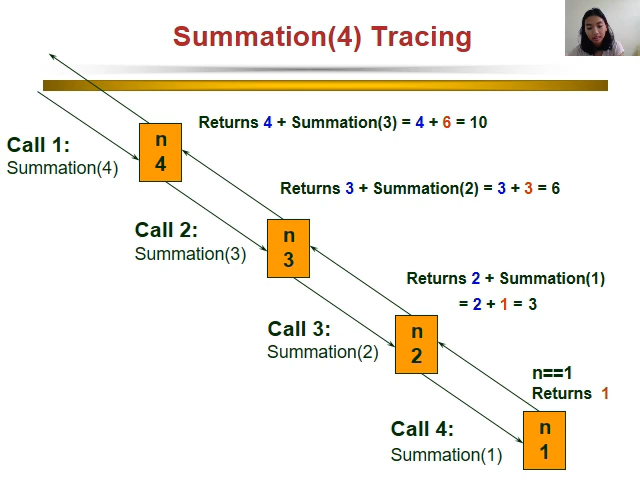 Summation(4) Tracing
Returns 4 + Summation(3) = 4 + 6 = 10
Call 1:
Summation(4)
n
4
Returns 3 + Summation(2) = 3 + 3 = 6
Call 2:
Summation(3)
n
3
Returns 2 + Summation(1)
= 2 + 1 = 3
Call 3:
Summation(2)
n
2
n==1
Returns 1
Call 4:
Summation(1)
n
1